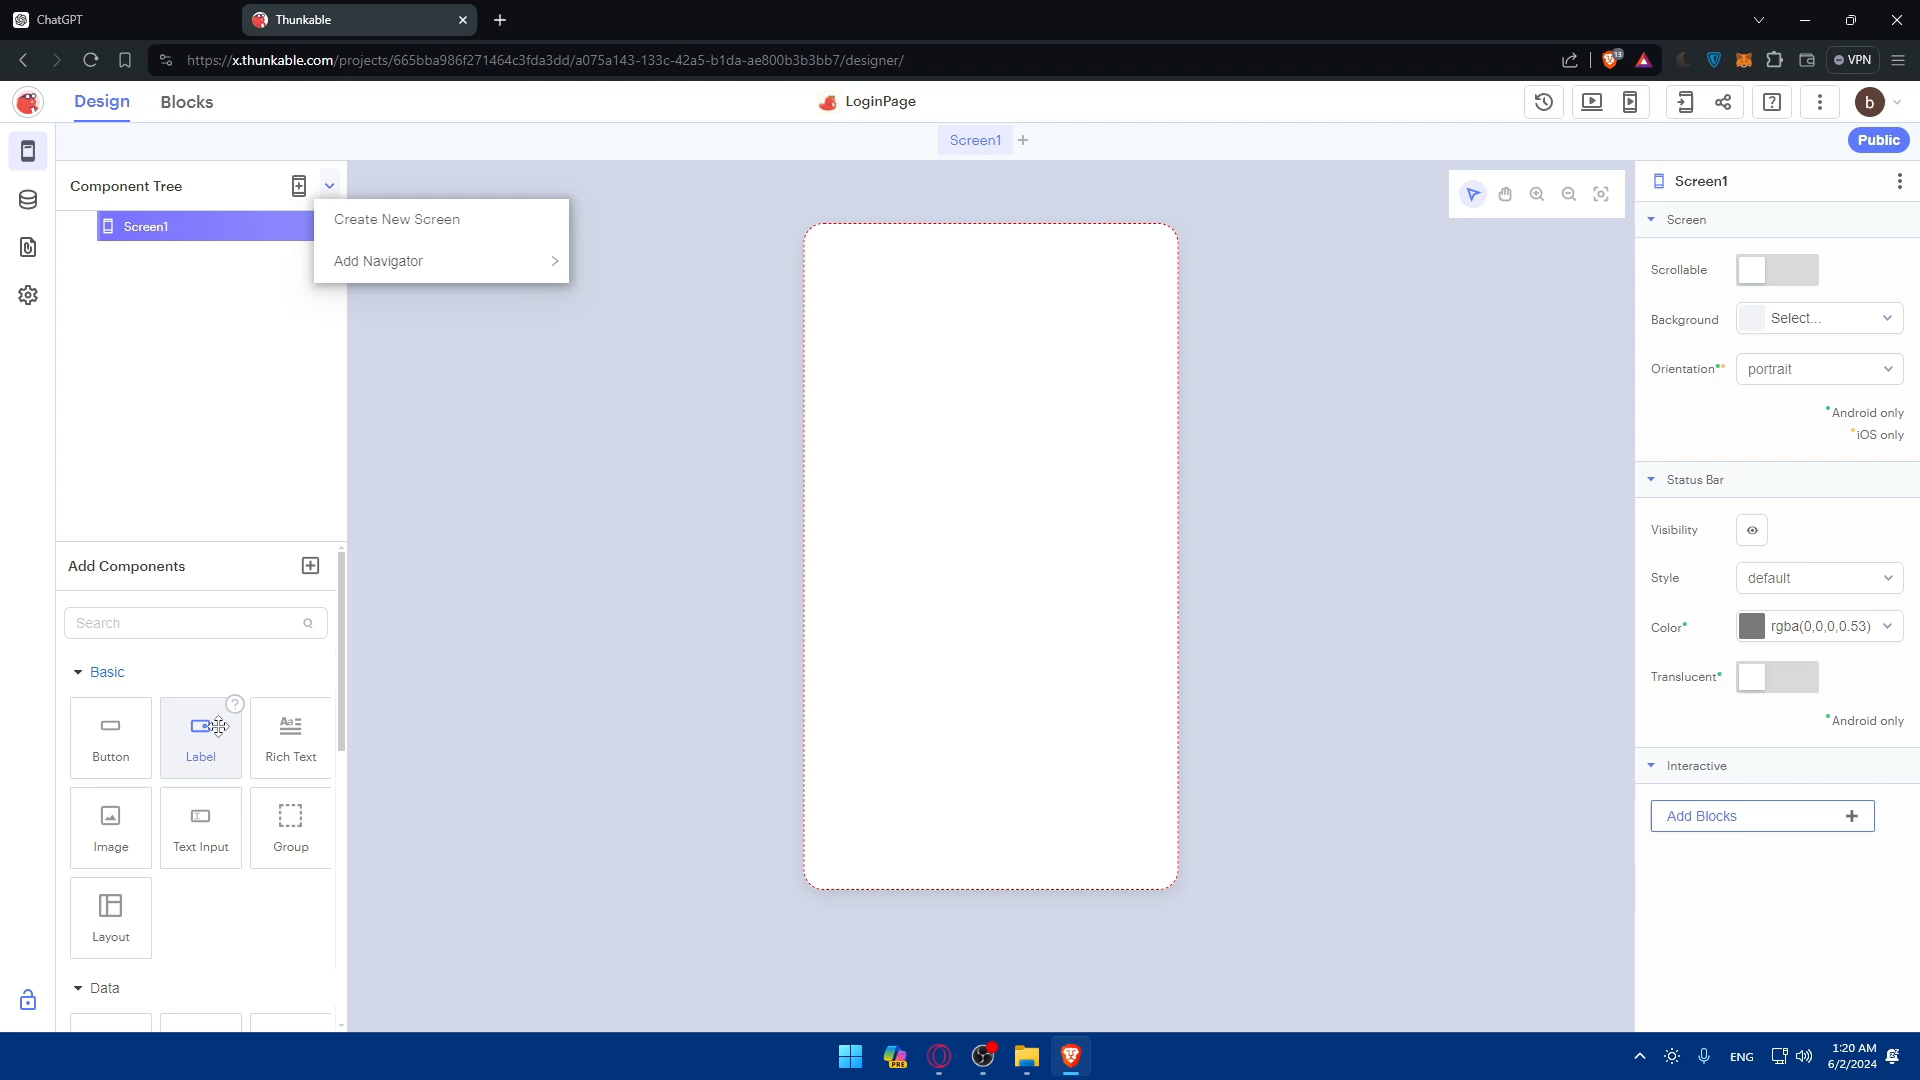 ChatGPT
Thunkable
https://x.thunkable.com/projects/665bba986f271464c3fda3dd/a075a143-133c-42a5-b1da-ae800b3b3bb7/designer/
13
VPN
Design
Blocks
LoginPage
b
Screen1
Public
Component Tree
Screen1
Create New Screen
Add Navigator
Add Components
Search
Basic
Button
Label
Rich Text
Image
Text Input
Group
Layout
Data
Screen1
Screen
Scrollable
Background
Select...
Orientation
portrait
Android only
iOS only
Status Bar
Visibility
Style
default
Color
rgba(0,0,0,0.53)
Translucent
Android only
Interactive
Add Blocks
PRE
ENG
1:20 AM
6/2/2024